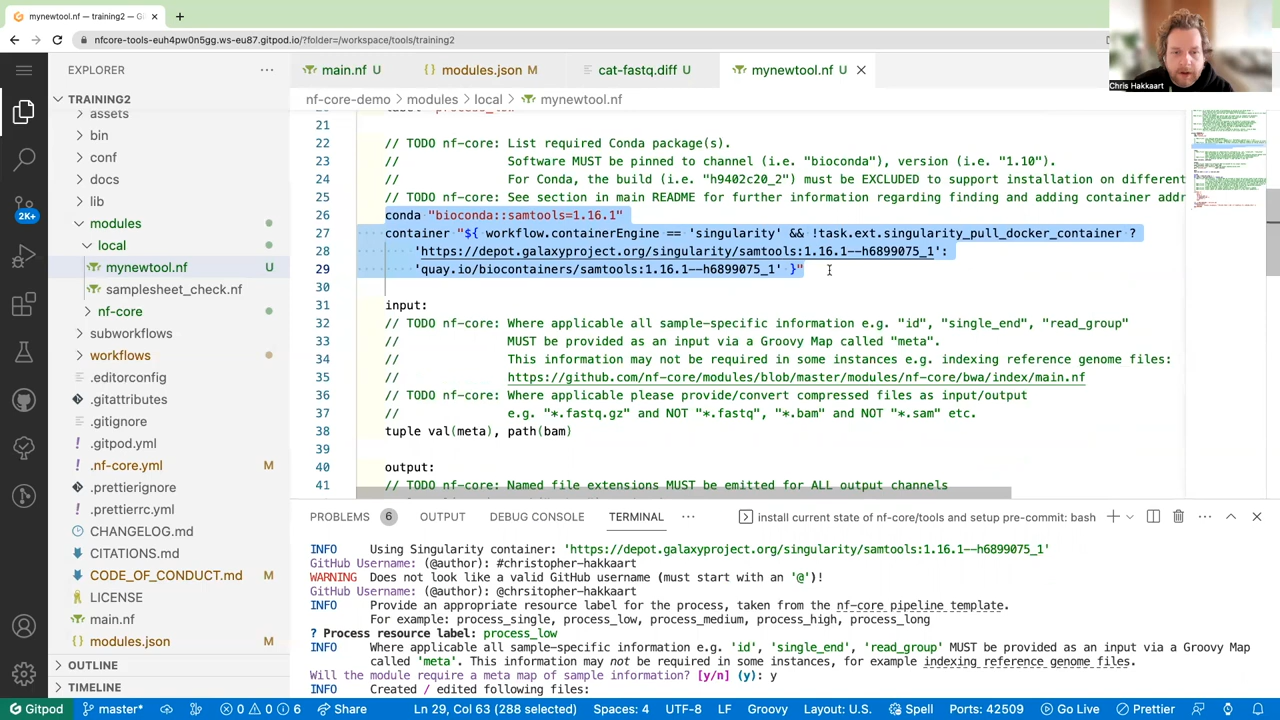 mynewtool.nf — training2
nfcore-tools-euh4pw0n5gg.ws-eu87.gitpod.io/?folder=/workspace/tools/training2
Chris Hakkaart
EXPLORER
main.nf U
modules.json M
cat-fastq.diff U
mynewtool.nf U
TRAINING2
assets
bin
conf
docs
lib
2K+
modules
local
mynewtool.nf U
samplesheet_check.nf
nf-core
subworkflows
workflows
.editorconfig
.gitattributes
.gitignore
.gitpod.yml
.nf-core.yml M
.prettierignore
.prettierrc.yml
CHANGELOG.md
CITATIONS.md
CODE_OF_CONDUCT.md M
LICENSE
main.nf
modules.json M
OUTLINE
TIMELINE
nf-core-demo > modules > local > mynewtool.nf
21
22 // TODO nf-core: List required Conda package(s).
23 // Software MUST be pinned to channel (i.e. "bioconda"), version (i.e. "1.10").
24 // For Conda, the build (i.e. "h9402c20_2") must be EXCLUDED to support installation on different
25 // TODO nf-core: See section in main README for further information regarding finding and adding container addr
26 conda "bioconda::samtools=1.16.1"
27 container "${ workflow.containerEngine == 'singularity' && !task.ext.singularity_pull_docker_container ?
28 'https://depot.galaxyproject.org/singularity/samtools:1.16.1--h6899075_1':
29 'quay.io/biocontainers/samtools:1.16.1--h6899075_1' }"
30
31 input:
32 // TODO nf-core: Where applicable all sample-specific information e.g. "id", "single_end", "read_group"
33 // MUST be provided as an input via a Groovy Map called "meta".
34 // This information may not be required in some instances e.g. indexing reference genome files:
35 // https://github.com/nf-core/modules/blob/master/modules/nf-core/bwa/index/main.nf
36 // TODO nf-core: Where applicable please provide/convert compressed files as input/output
37 // e.g. "*.fastq.gz" and NOT "*.fastq", "*.bam" and NOT "*.sam" etc.
38 tuple val(meta), path(bam)
39
40 output:
41 // TODO nf-core: Named file extensions MUST be emitted for ALL output channels
PROBLEMS 6 OUTPUT DEBUG CONSOLE TERMINAL install current state of nf-core/tools and setup pre-commit: bash
INFO Using Singularity container: 'https://depot.galaxyproject.org/singularity/samtools:1.16.1--h6899075_1'
GitHub Username: (@author): #christopher-hakkaart
WARNING Does not look like a valid GitHub username (must start with an '@')!
GitHub Username: (@author): @chrsitopher-hakkaart
INFO Provide an appropriate resource label for the process, taken from the nf-core pipeline template.
For example: process_single, process_low, process_medium, process_high, process_long
? Process resource label: process_low
INFO Where applicable all sample-specific information e.g. 'id', 'single_end', 'read_group' MUST be provided as an input via a Groovy Map
called 'meta'. This information may not be required in some instances, for example indexing reference genome files.
Will the module require a meta map of sample information? [y/n] (y): y
INFO Created / edited following files:
Gitpod master* 0 0 6 Share Ln 29, Col 63 (288 selected) Spaces: 4 UTF-8 LF Groovy Layout: U.S. Spell Ports: 42509 Go Live Prettier